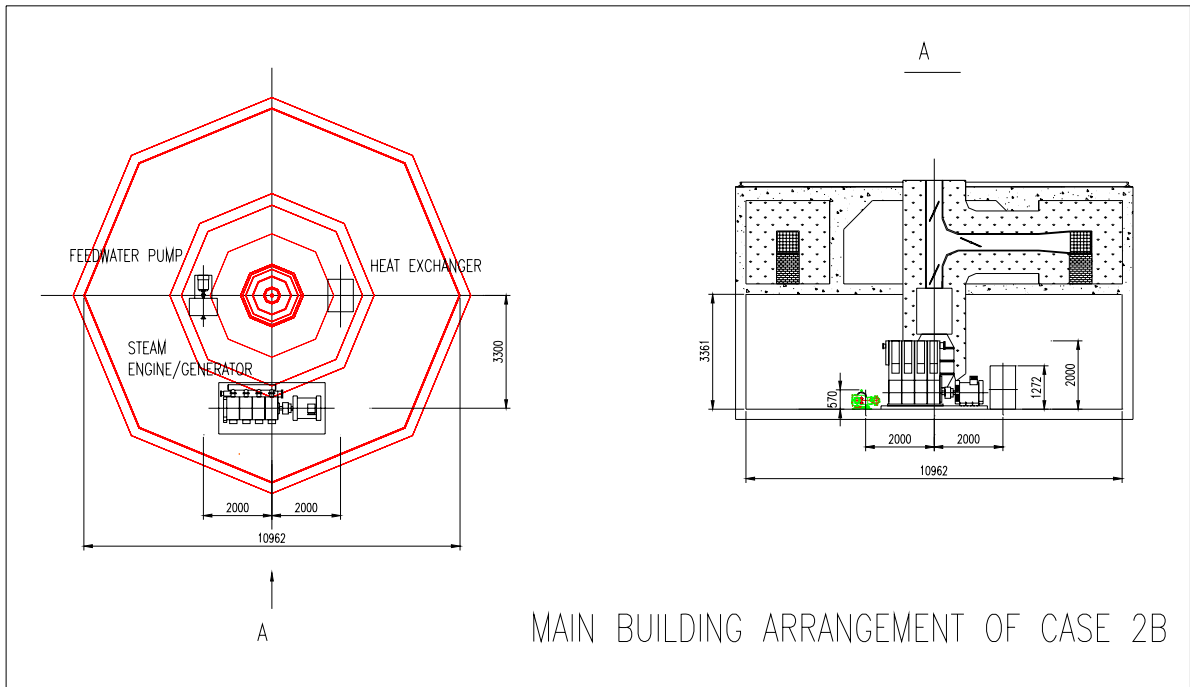 A
FEEDWATER PUMP
HEAT EXCHANGER
STEAM
ENGINE/GENERATOR
3300
2000
2000
10962
A
3361
570
2000
1272
2000
2000
10962
MAIN BUILDING ARRANGEMENT OF CASE 2B